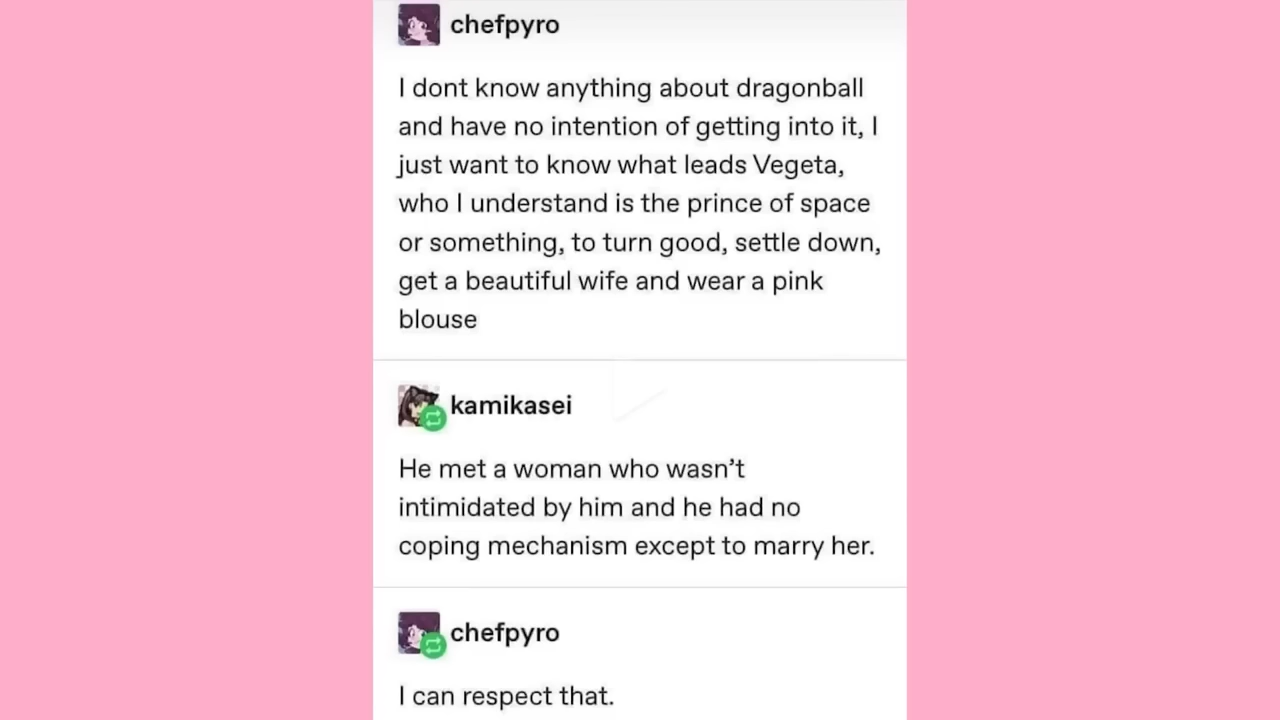 chefpyro
I dont know anything about dragonball
and have no intention of getting into it, I
just want to know what leads Vegeta,
who I understand is the prince of space
or something, to turn good, settle down,
get a beautiful wife and wear a pink
blouse
kamikasei
He met a woman who wasn’t
intimidated by him and he had no
coping mechanism except to marry her.
chefpyro
I can respect that.